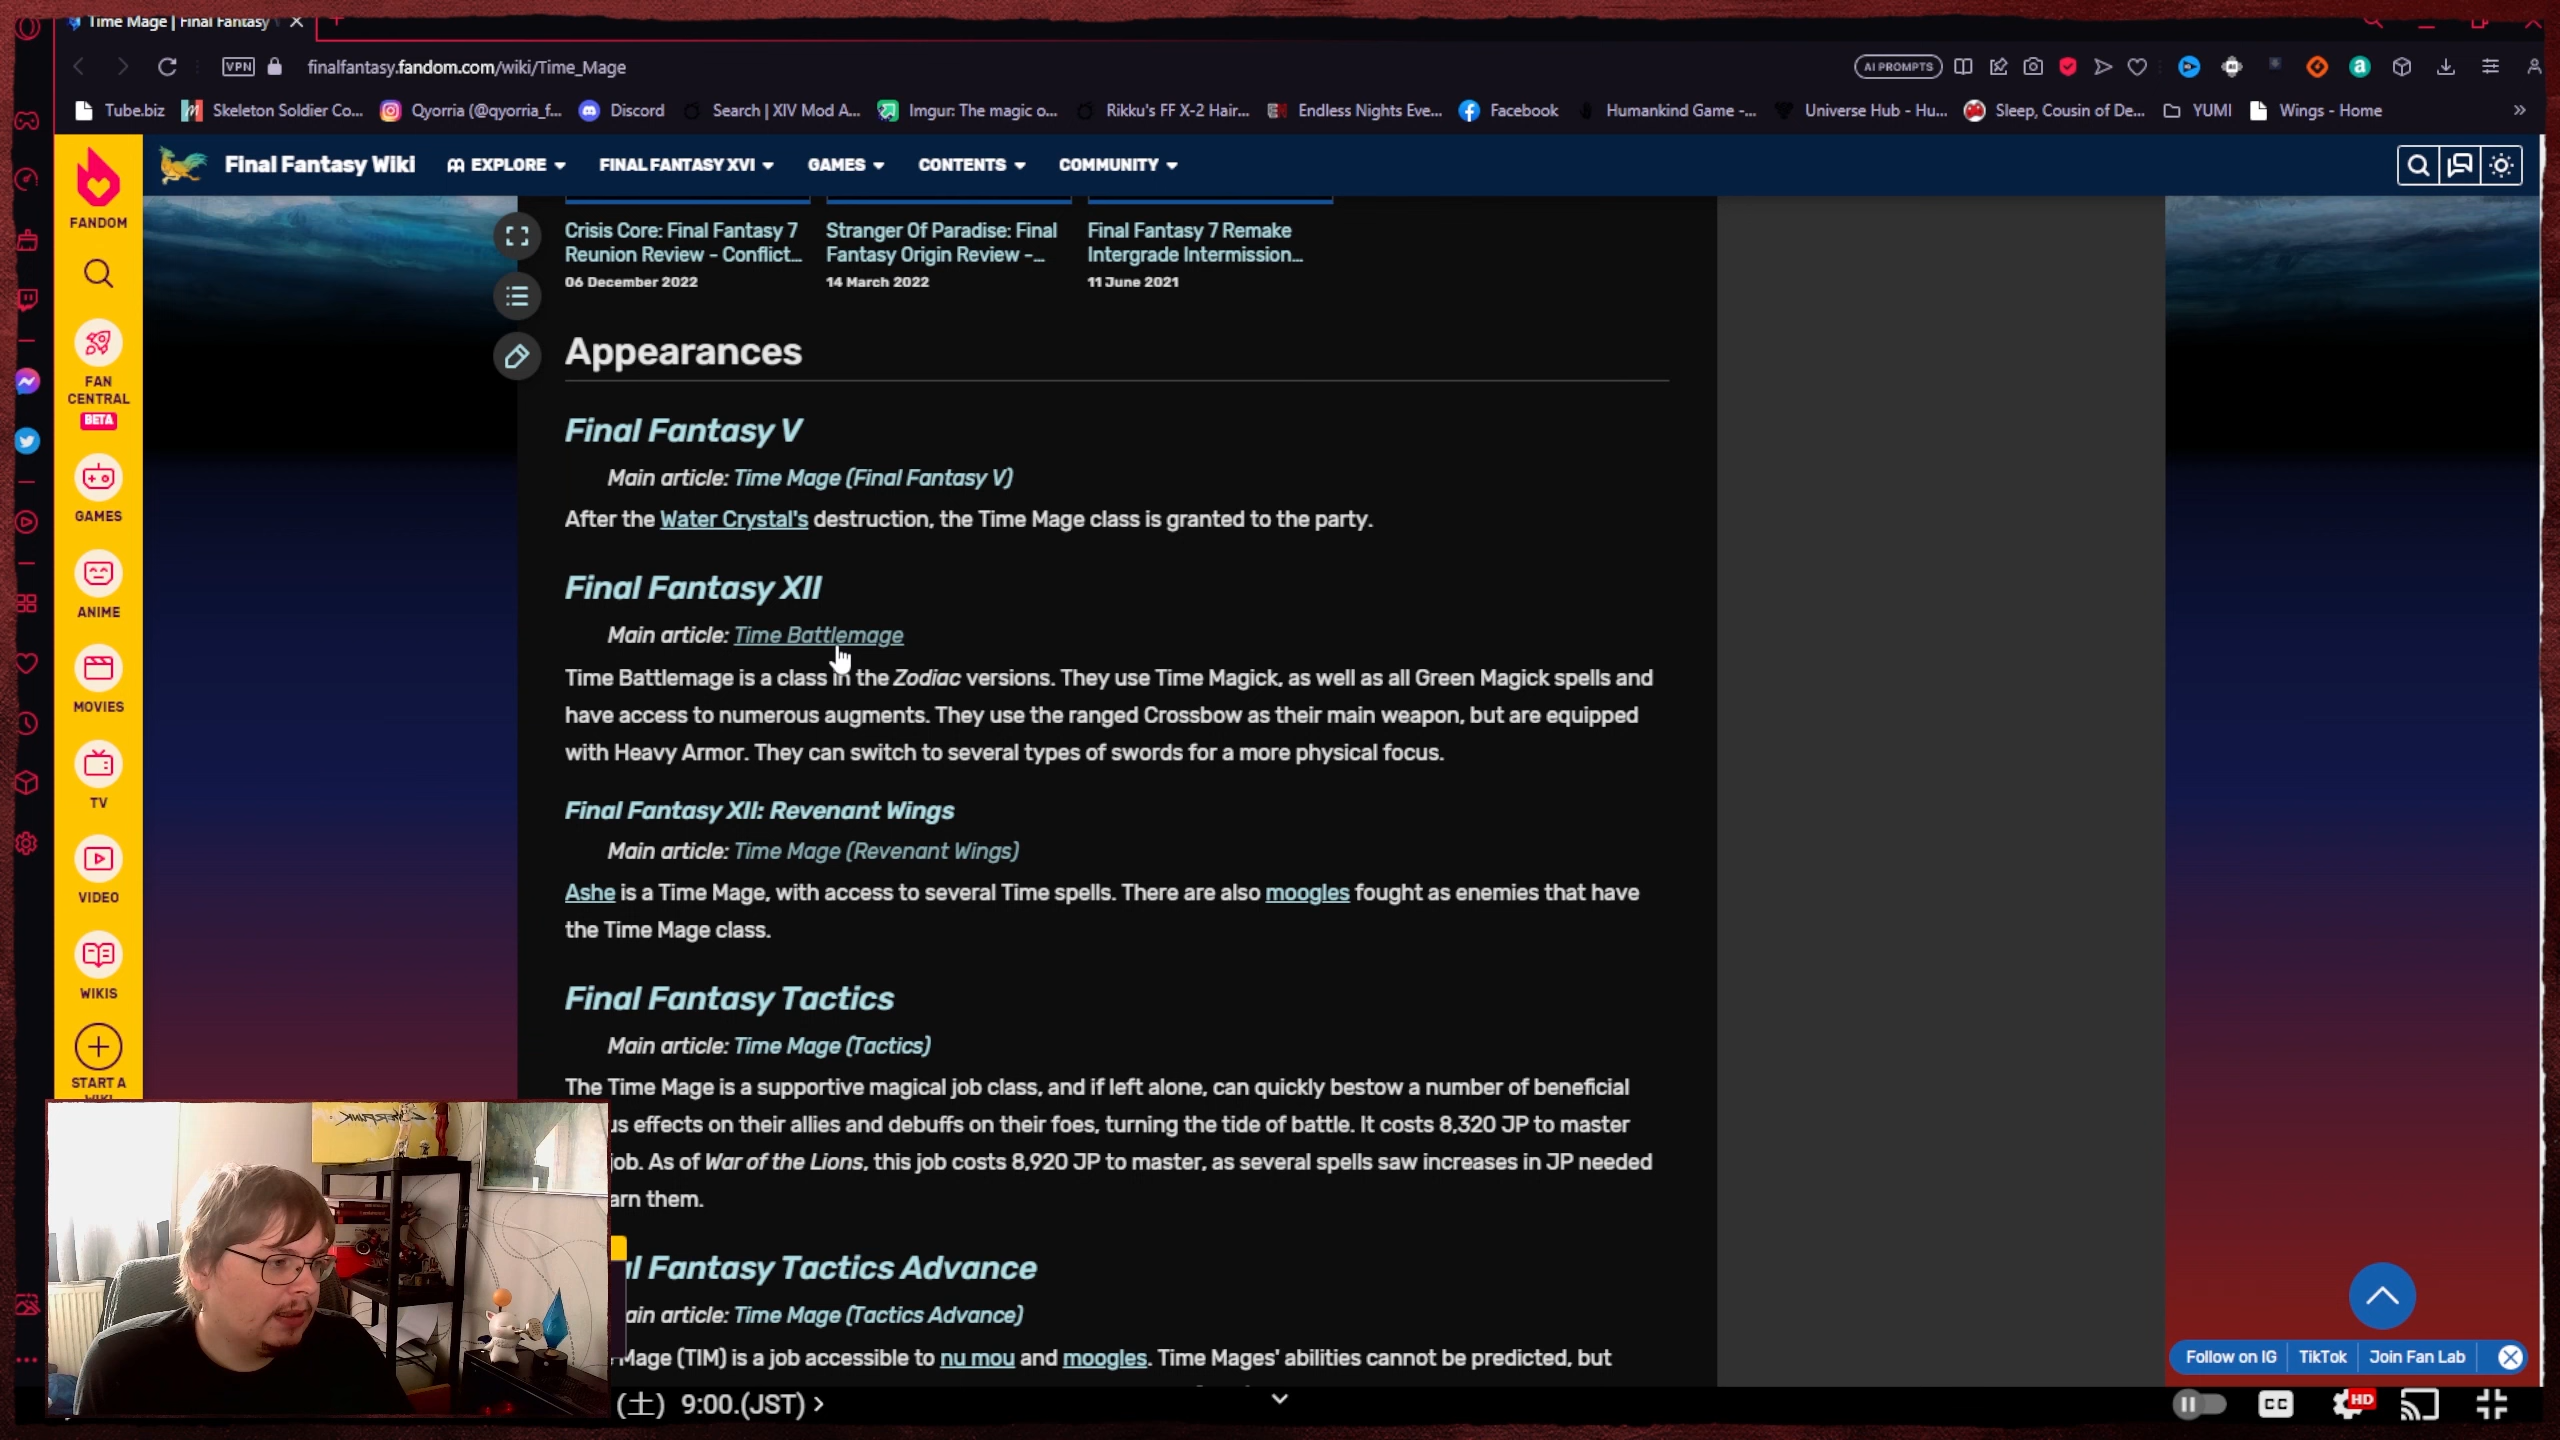 Time Mage | Final Fantasy
VPN
finalfantasy.fandom.com/wiki/Time_Mage
AI PROMPTS
Tube.biz
Skeleton Soldier Co...
Qyorria (@qyorria_f...
Discord
Search | XIV Mod A...
Imgur: The magic o...
Rikku's FF X-2 Hair...
Endless Nights Eve...
Facebook
Humankind Game -...
Universe Hub - Hu...
Sleep, Cousin of De...
YUMI
Wings - Home
Final Fantasy Wiki
EXPLORE
FINAL FANTASY XVI
GAMES
CONTENTS
COMMUNITY
FANDOM
FAN
CENTRAL
BETA
GAMES
ANIME
MOVIES
TV
VIDEO
WIKIS
START A
Crisis Core: Final Fantasy 7
Reunion Review - Conflict...
06 December 2022
Stranger Of Paradise: Final
Fantasy Origin Review -...
14 March 2022
Final Fantasy 7 Remake
Intergrade Intermission...
11 June 2021
Appearances
Final Fantasy V
Main article: Time Mage (Final Fantasy V)
After the Water Crystal's destruction, the Time Mage class is granted to the party.
Final Fantasy XII
Main article: Time Battlemage
Time Battlemage is a class in the Zodiac versions. They use Time Magick, as well as all Green Magick spells and
have access to numerous augments. They use the ranged Crossbow as their main weapon, but are equipped
with Heavy Armor. They can switch to several types of swords for a more physical focus.
Final Fantasy XII: Revenant Wings
Main article: Time Mage (Revenant Wings)
Ashe is a Time Mage, with access to several Time spells. There are also moogles fought as enemies that have
the Time Mage class.
Final Fantasy Tactics
Main article: Time Mage (Tactics)
The Time Mage is a supportive magical job class, and if left alone, can quickly bestow a number of beneficial
us effects on their allies and debuffs on their foes, turning the tide of battle. It costs 8,320 JP to master
job. As of War of the Lions, this job costs 8,920 JP to master, as several spells saw increases in JP needed
arn them.
l Fantasy Tactics Advance
ain article: Time Mage (Tactics Advance)
Mage (TIM) is a job accessible to nu mou and moogles. Time Mages' abilities cannot be predicted, but
Follow on IG
TikTok
Join Fan Lab
(土) 9:00.(JST) >
CC
HD